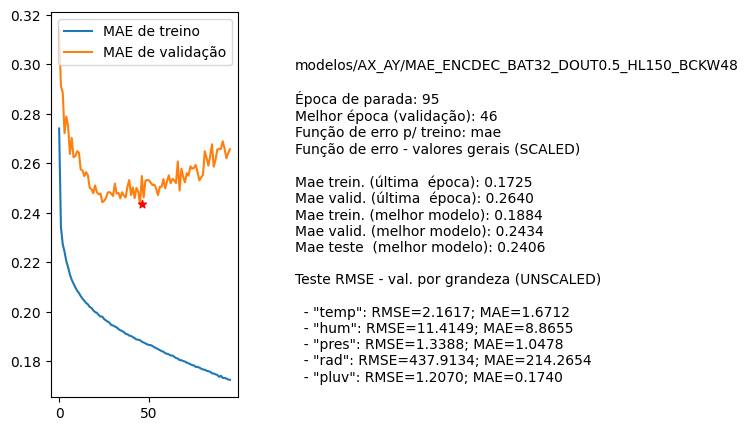 0.32
0.30
0.28
0.26
0.24
0.22
0.20
0.18
0
50
MAE de treino
MAE de validação
modelos/AX_AY/MAE_ENCDEC_BAT32_DOUT0.5_HL150_BCKW48
Época de parada: 95
Melhor época (validação): 46
Função de erro p/ treino: mae
Função de erro - valores gerais (SCALED)
Mae trein. (última  época): 0.1725
Mae valid. (última  época): 0.2640
Mae trein. (melhor modelo): 0.1884
Mae valid. (melhor modelo): 0.2434
Mae teste  (melhor modelo): 0.2406
Teste RMSE - val. por grandeza (UNSCALED)
- "temp": RMSE=2.1617; MAE=1.6712
- "hum": RMSE=11.4149; MAE=8.8655
- "pres": RMSE=1.3388; MAE=1.0478
- "rad": RMSE=437.9134; MAE=214.2654
- "pluv": RMSE=1.2070; MAE=0.1740